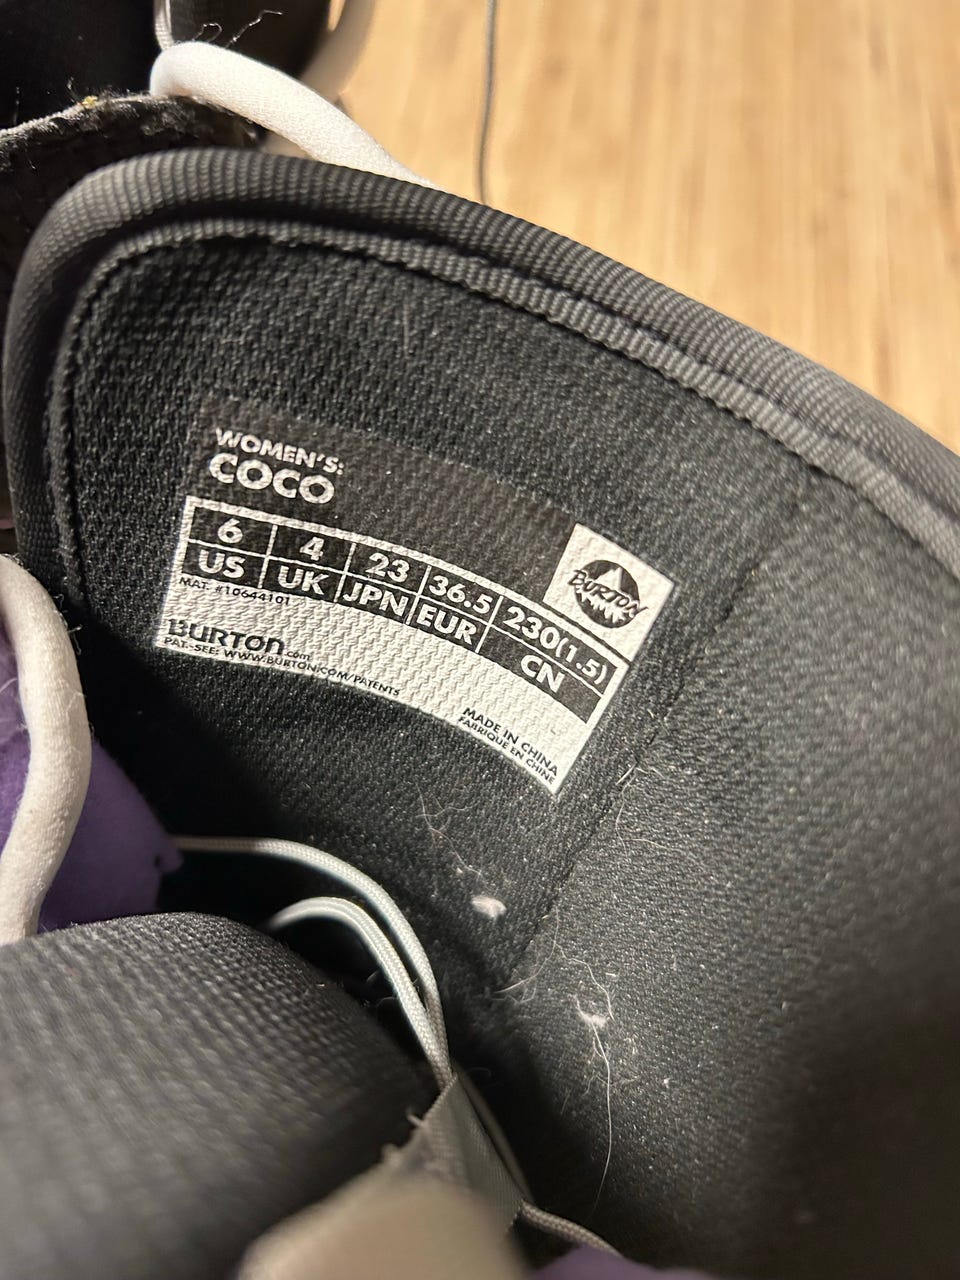 WOMEN'S:
COCO
6 4 23 36.5 230(1.5)
US UK JPN EUR CN
BURTON
MAT. #10644101
BURTON.com
PAT.-SEE: WWW.BURTON.COM/PATENTS
MADE IN CHINA
FABRIQUE EN CHINE